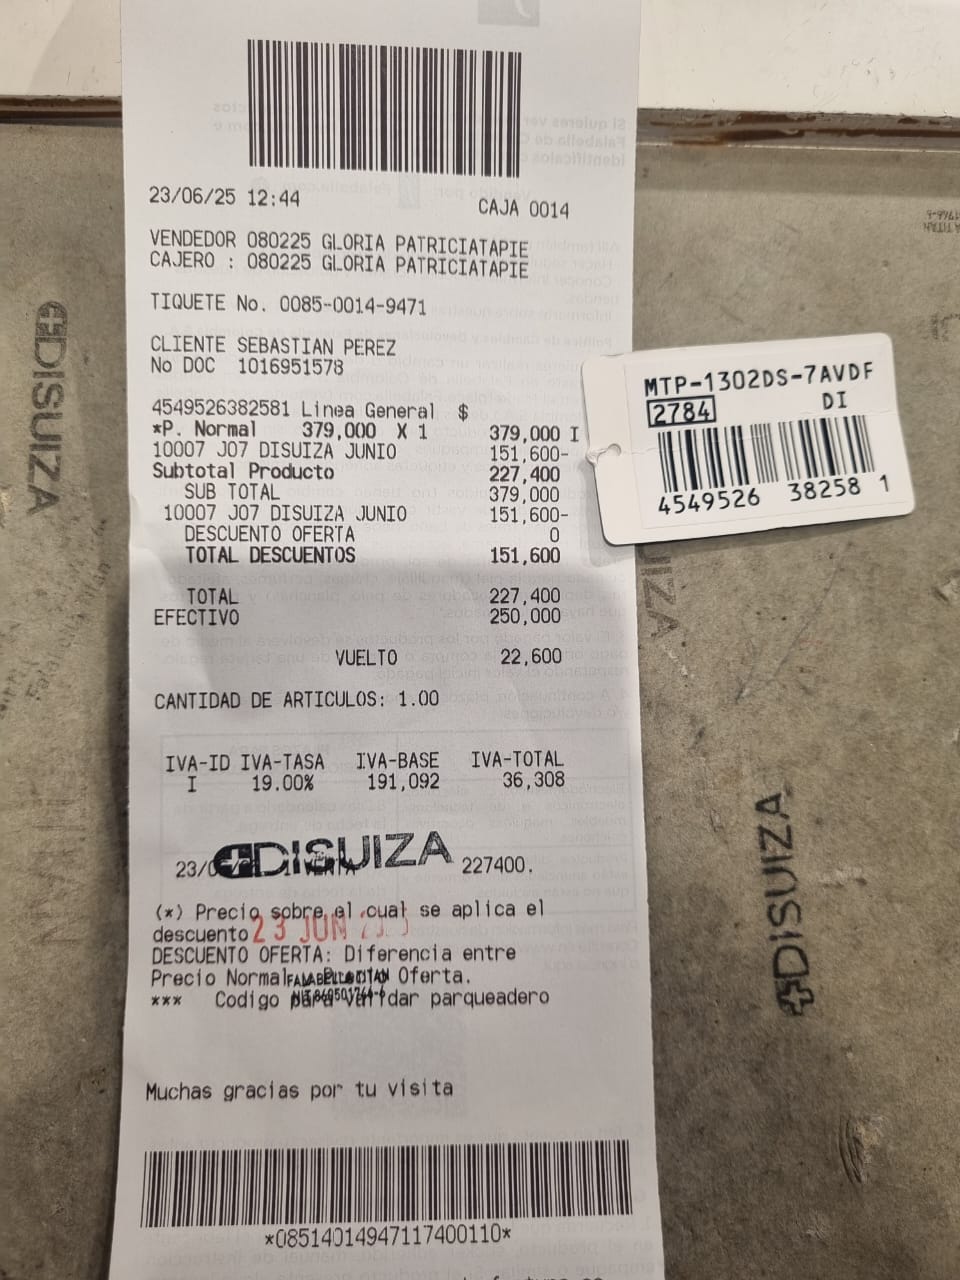 23/06/25 12:44 CAJA 0014
VENDEDOR 080225 GLORIA PATRICIATAPIE
CAJERO : 080225 GLORIA PATRICIATAPIE
TIQUETE No. 0085-0014-9471
CLIENTE SEBASTIAN PEREZ
No DOC 1016951578
4549526382581 Linea General $
*P. Normal 379,000 X 1 379,000 I
10007 J07 DISUIZA JUNIO 151,600-
Subtotal Producto 227,400
SUB TOTAL 379,000
10007 J07 DISUIZA JUNIO 151,600-
DESCUENTO OFERTA 0
TOTAL DESCUENTOS 151,600
TOTAL 227,400
EFECTIVO 250,000
VUELTO 22,600
CANTIDAD DE ARTICULOS: 1.00
IVA-ID IVA-TASA IVA-BASE IVA-TOTAL
I 19.00% 191,092 36,308
DISUIZA
23/0 227400.
(*) Precio sobre el cual se aplica el
descuento
23 JUN
DESCUENTO OFERTA: Diferencia entre
Precio Normal Oferta.
*** Codigo para validar parqueadero
Muchas gracias por tu visita
*08514014947117400110*
MTP-1302DS-7AVDF
2784 DI
4549526 38258 1
DISUIZA
DISUIZA